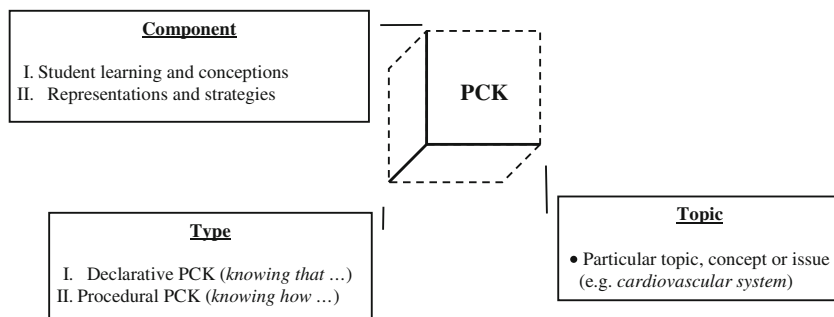 Component
I. Student learning and conceptions
II. Representations and strategies
PCK
Type
I. Declarative PCK (knowing that …)
II. Procedural PCK (knowing how …)
Topic
• Particular topic, concept or issue
(e.g. cardiovascular system)